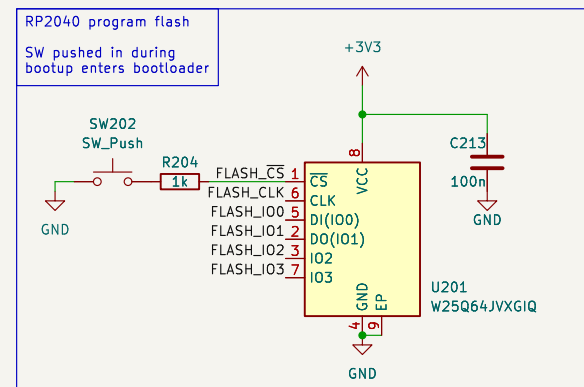 RP2040 program flash
SW pushed in during
bootup enters bootloader
+3V3
SW202
SW_Push
R204
1k
GND
FLASH_CS
FLASH_CLK
FLASH_IO0
FLASH_IO1
FLASH_IO2
FLASH_IO3
1
6
5
2
3
7
8
VCC
CS
CLK
DI(IO0)
DO(IO1)
IO2
IO3
GND
EP
4
9
C213
100n
GND
U201
W25Q64JVXGIQ
GND